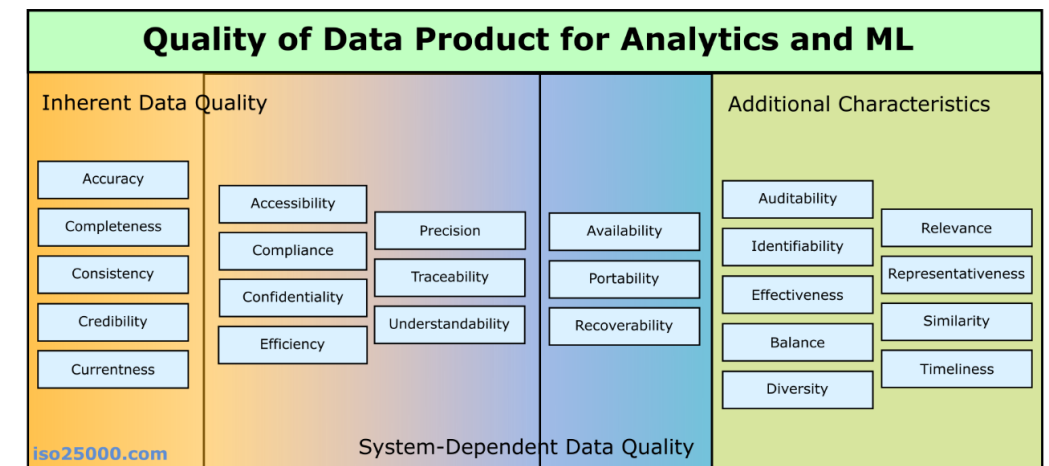 Quality of Data Product for Analytics and ML
Inherent Data Quality
Additional Characteristics
Accuracy
Completeness
Consistency
Credibility
Currentness
Accessibility
Compliance
Confidentiality
Efficiency
Precision
Traceability
Understandability
Availability
Portability
Recoverability
Auditability
Identifiability
Effectiveness
Balance
Diversity
Relevance
Representativeness
Similarity
Timeliness
System-Dependent Data Quality
iso25000.com